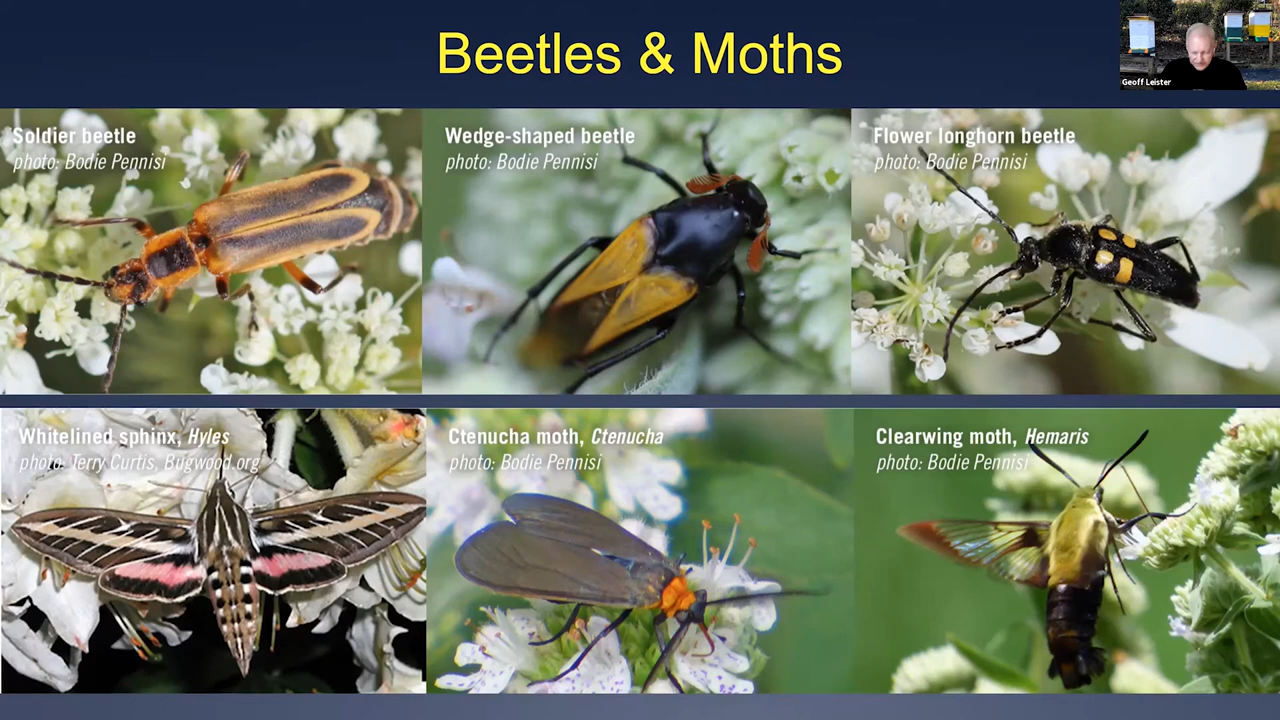 Beetles & Moths
Geoff Leister
Soldier beetle
photo: Bodie Pennisi
Wedge-shaped beetle
photo: Bodie Pennisi
Flower longhorn beetle
photo: Bodie Pennisi
Whitelined sphinx, Hyles
photo: Terry Curtis, Bugwood.org
Ctenucha moth, Ctenucha
photo: Bodie Pennisi
Clearwing moth, Hemaris
photo: Bodie Pennisi